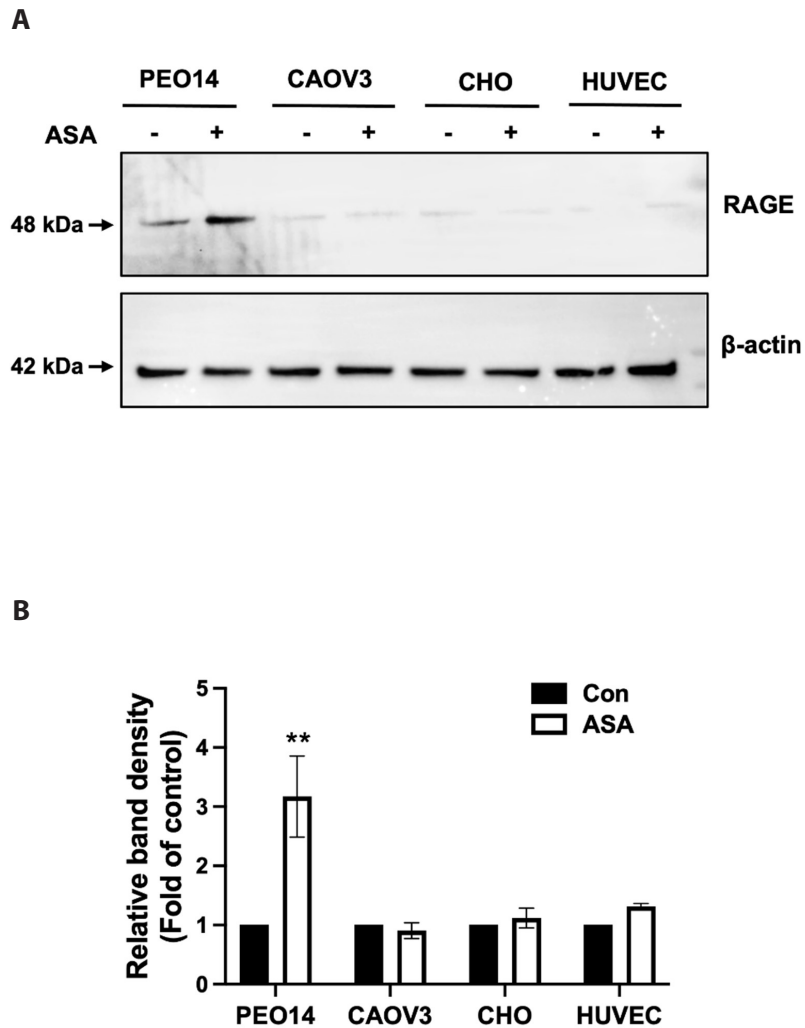 A
PEO14 CAOV3 CHO HUVEC
ASA - + - + - + - +
48 kDa RAGE
42 kDa β-actin
B
Relative band density
(Fold of control)
5
4
3
2
1
0
**
Con
ASA
PEO14 CAOV3 CHO HUVEC